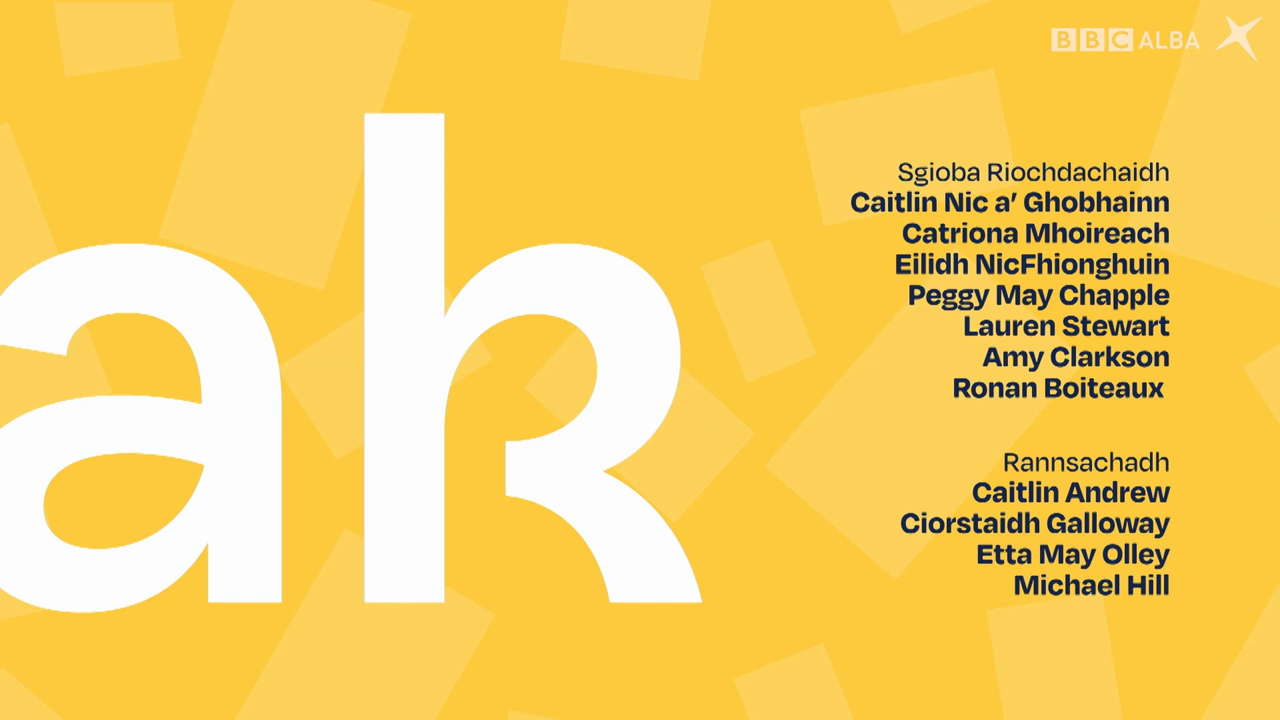 BBC ALBA
ak
Sgioba Riochdachaidh
Caitlin Nic a’ Ghobhainn
Catriona Mhoireach
Eilidh NicFhionghuin
Peggy May Chapple
Lauren Stewart
Amy Clarkson
Ronan Boiteaux
Rannsachadh
Caitlin Andrew
Ciorstaidh Galloway
Etta May Olley
Michael Hill